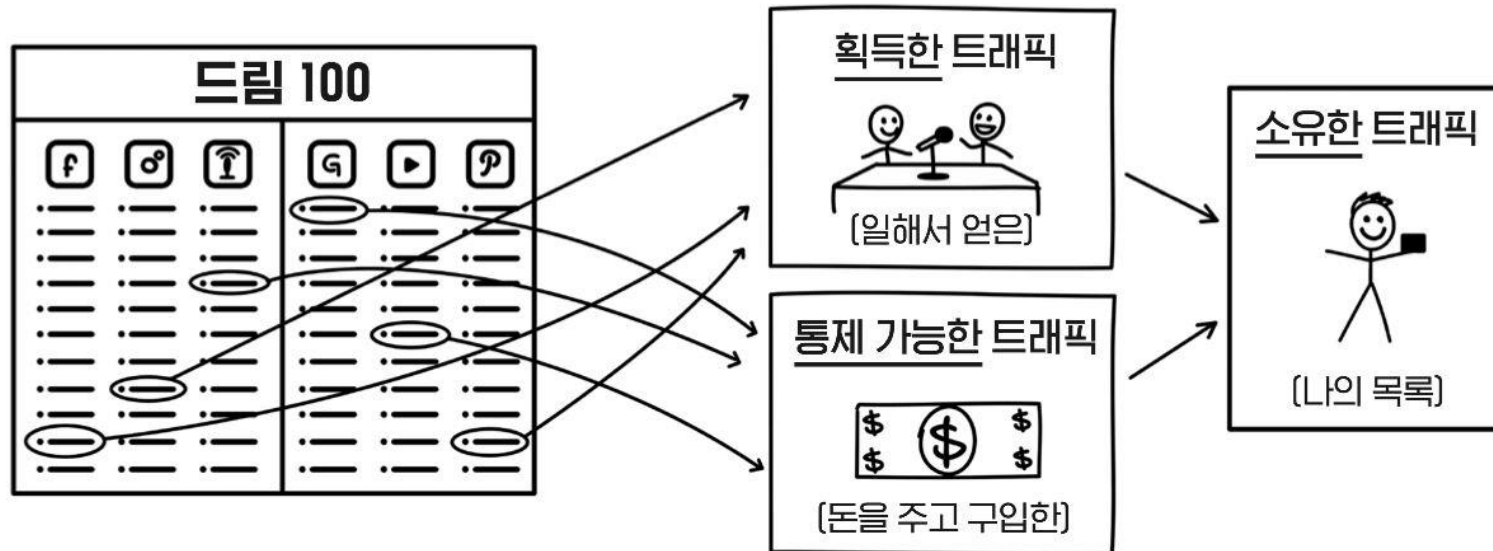 드림 100
획득한 트래픽
(일해서 얻은)
통제 가능한 트래픽
$ $ $
$ $
(돈을 주고 구입한)
소유한 트래픽
(나의 목록)